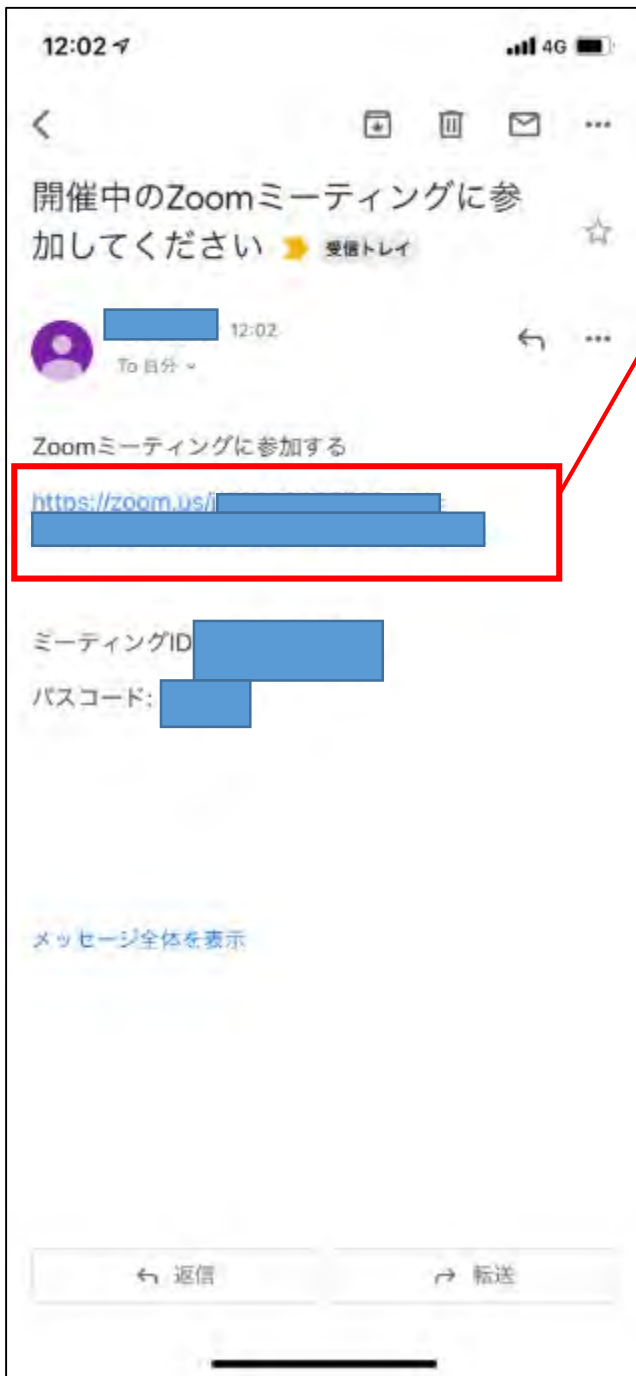 12:02
4G
開催中のZoomミーティングに参
加してください 受信トレイ
12:02
To 自分
Zoomミーティングに参加する
https://zoom.us/j
ミーティングID
パスコード:
メッセージ全体を表示
返信
転送